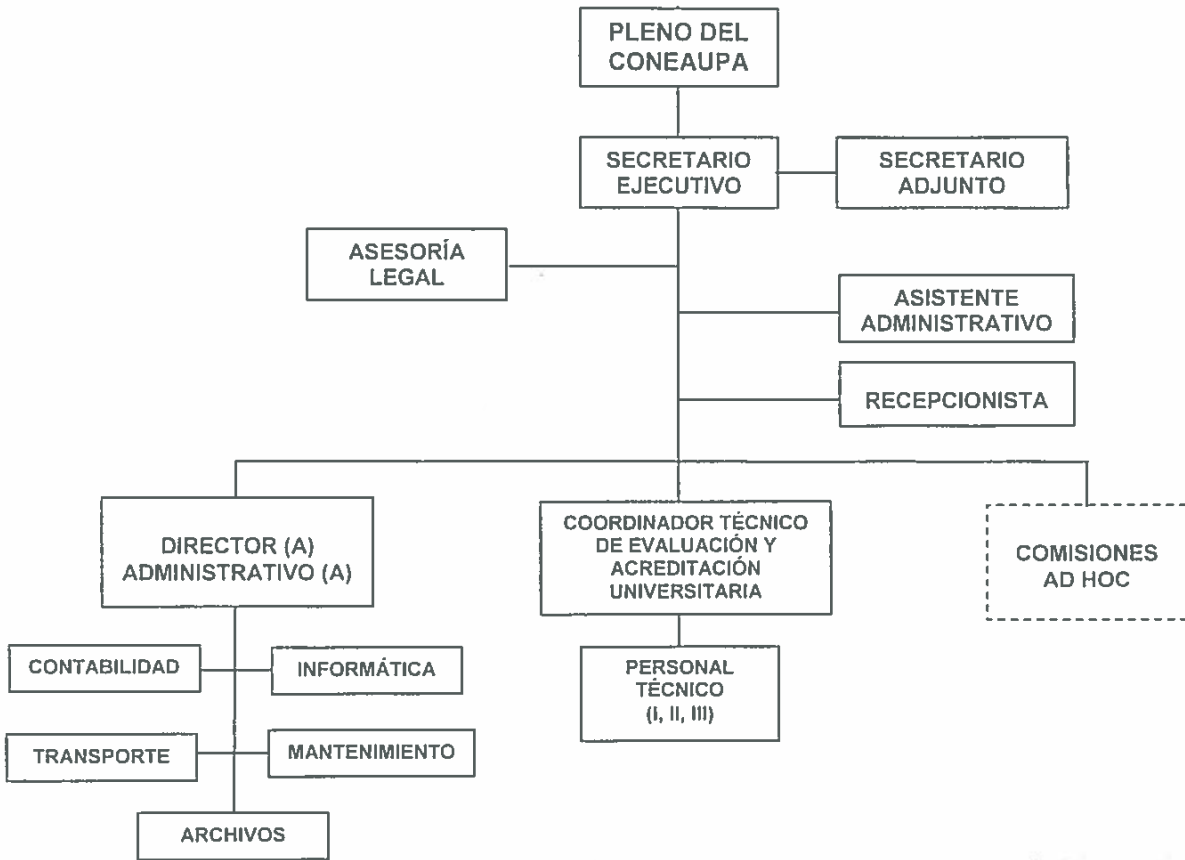 PLENO DEL
CONEAUPA
SECRETARIO
EJECUTIVO
SECRETARIO
ADJUNTO
ASESORÍA
LEGAL
ASISTENTE
ADMINISTRATIVO
RECEPCIONISTA
DIRECTOR (A)
ADMINISTRATIVO (A)
COORDINADOR TÉCNICO
DE EVALUACIÓN Y
ACREDITACIÓN
UNIVERSITARIA
COMISIONES
AD HOC
CONTABILIDAD
INFORMÁTICA
PERSONAL
TÉCNICO
(I, II, III)
TRANSPORTE
MANTENIMIENTO
ARCHIVOS